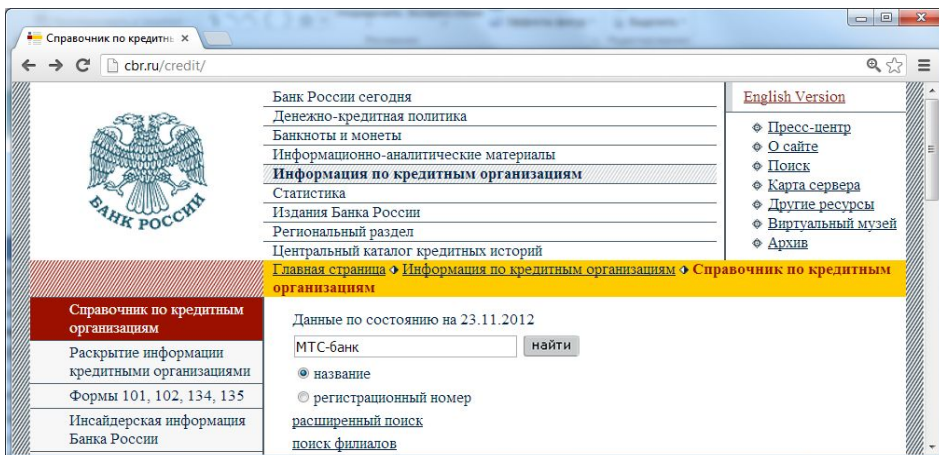 Справочник по кредитнь
cbr.ru/credit/
БАНК РОССИИ
Банк России сегодня
Денежно-кредитная политика
Банкноты и монеты
Информационно-аналитические материалы
Информация по кредитным организациям
Статистика
Издания Банка России
Региональный раздел
Центральный каталог кредитных историй
English Version
Пресс-центр
О сайте
Поиск
Карта сервера
Другие ресурсы
Виртуальный музей
Архив
Главная страница Информация по кредитным организациям Справочник по кредитным
организациям
Справочник по кредитным
организациям
Раскрытие информации
кредитными организациями
Формы 101, 102, 134, 135
Инсайдерская информация
Банка России
Данные по состоянию на 23.11.2012
МТС-банк
найти
название
регистрационный номер
расширенный поиск
поиск филиалов